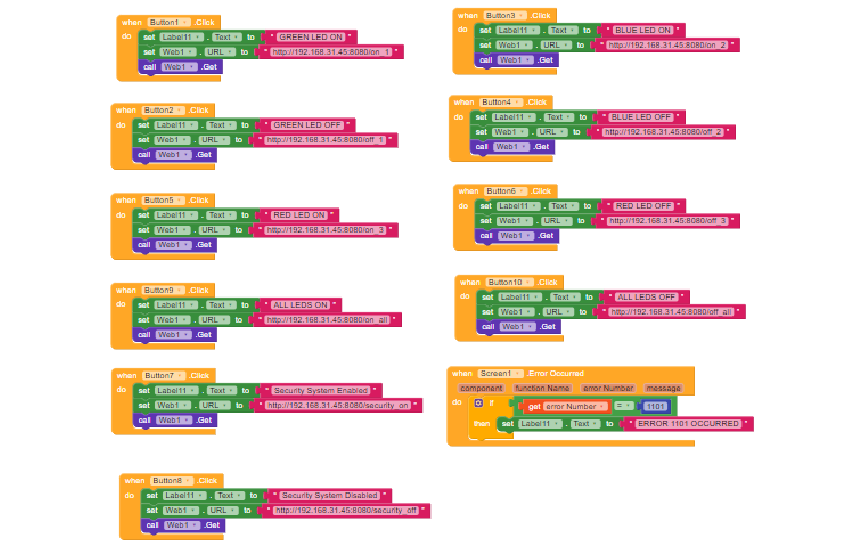 when Button1 .Click
do set Label11 . Text to " GREEN LED ON "
set Web1 . URL to " http://192.168.31.45:8080/on_1 "
call Web1 .Get
when Button3 .Click
do set Label11 . Text to " BLUE LED ON "
set Web1 . URL to " http://192.168.31.45:8080/on_2 "
call Web1 .Get
when Button2 .Click
do set Label11 . Text to " GREEN LED OFF "
set Web1 . URL to " http://192.168.31.45:8080/off_1 "
call Web1 .Get
when Button4 .Click
do set Label11 . Text to " BLUE LED OFF "
set Web1 . URL to " http://192.168.31.45:8080/off_2 "
call Web1 .Get
when Button5 .Click
do set Label11 . Text to " RED LED ON "
set Web1 . URL to " http://192.168.31.45:8080/on_3 "
call Web1 .Get
when Button6 .Click
do set Label11 . Text to " RED LED OFF "
set Web1 . URL to " http://192.168.31.45:8080/off_3 "
call Web1 .Get
when Button9 .Click
do set Label11 . Text to " ALL LEDS ON "
set Web1 . URL to " http://192.168.31.45:8080/on_all "
call Web1 .Get
when Button10 .Click
do set Label11 . Text to " ALL LEDS OFF "
set Web1 . URL to " http://192.168.31.45:8080/off_all "
call Web1 .Get
when Button7 .Click
do set Label11 . Text to " Security System Enabled "
set Web1 . URL to " http://192.168.31.45:8080/security_on "
call Web1 .Get
when Screen1 .Error Occurred
component function Name error Number message
do if get error Number = 1101
then set Label11 . Text to " ERROR 1101 OCCURRED "
when Button8 .Click
do set Label11 . Text to " Security System Disabled "
set Web1 . URL to " http://192.168.31.45:8080/security_off "
call Web1 .Get